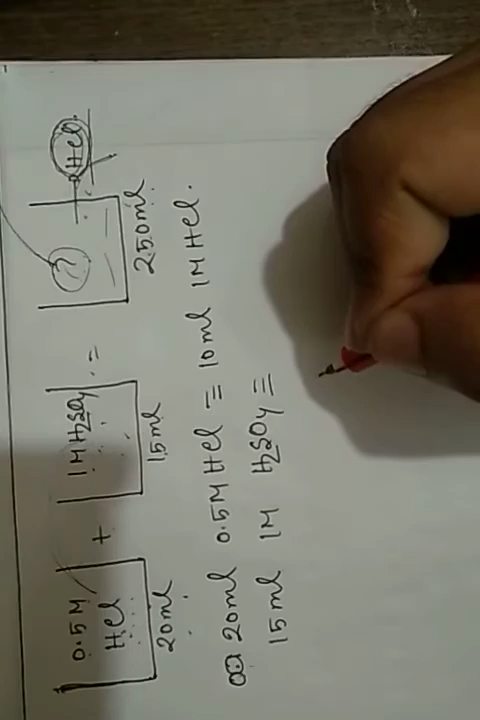 0.5M HCl + 1M H2SO4 = ? → HCl.
20ml 15ml 250ml
20ml 0.5M HCl ≡ 10ml 1M HCl.
15ml 1M H2SO4 ≡